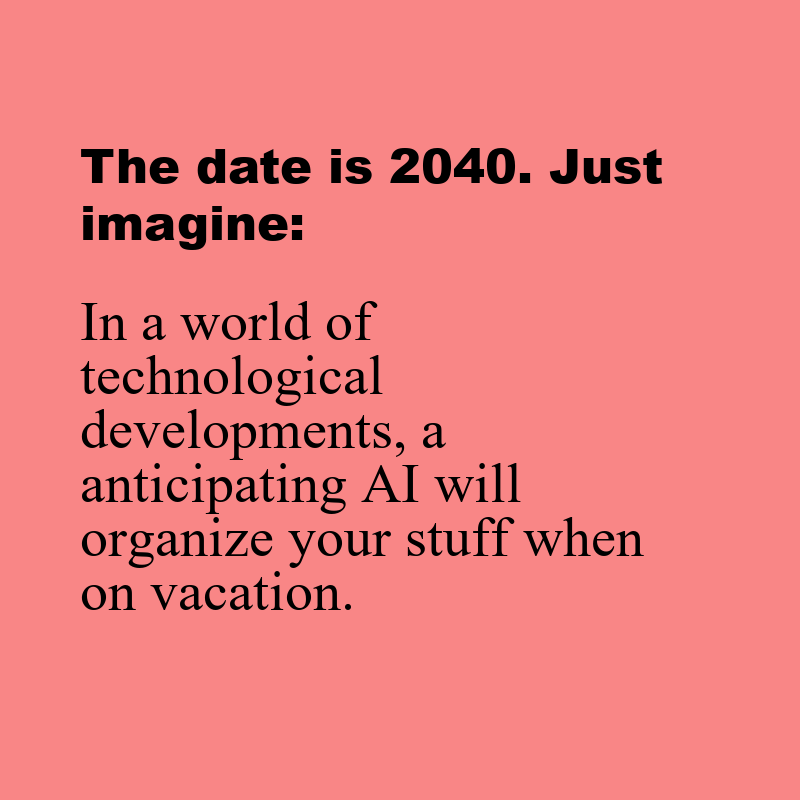 The date is 2040. Just
imagine:
In a world of
technological
developments, a
anticipating AI will
organize your stuff when
on vacation.